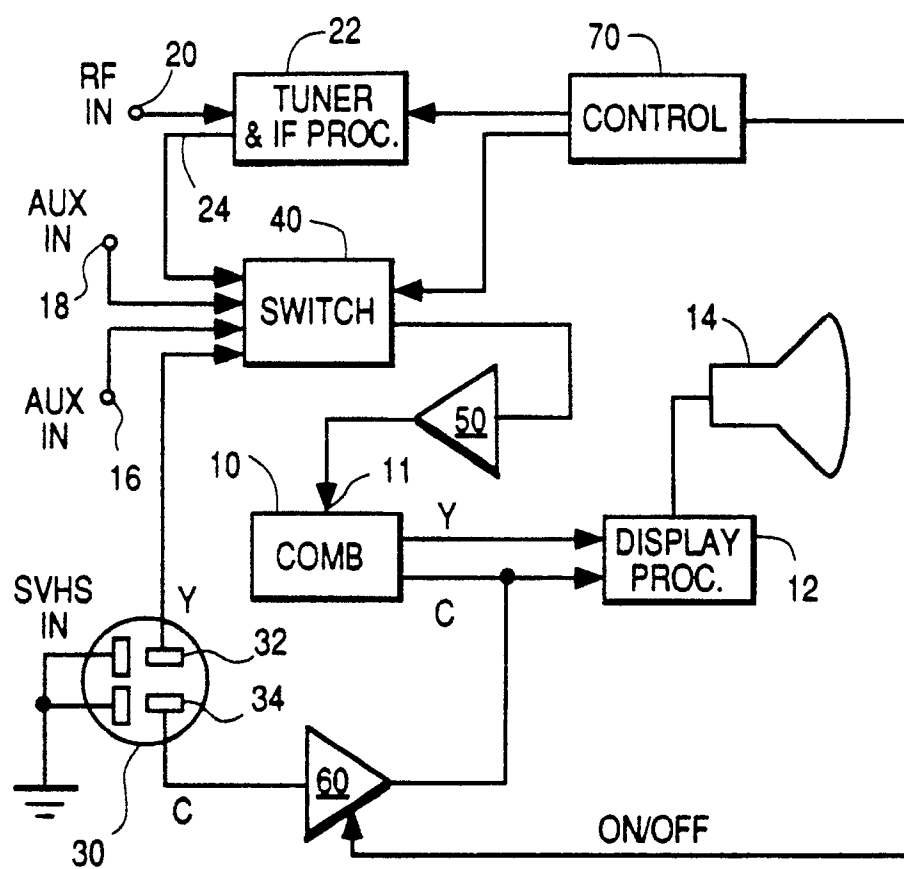 22
70
20
RF
IN
TUNER
& IF PROC.
CONTROL
24
AUX
IN
18
40
SWITCH
14
AUX
IN
16
50
10
11
COMB
Y
C
DISPLAY
PROC.
12
SVHS
IN
Y
32
34
60
C
30
ON/OFF